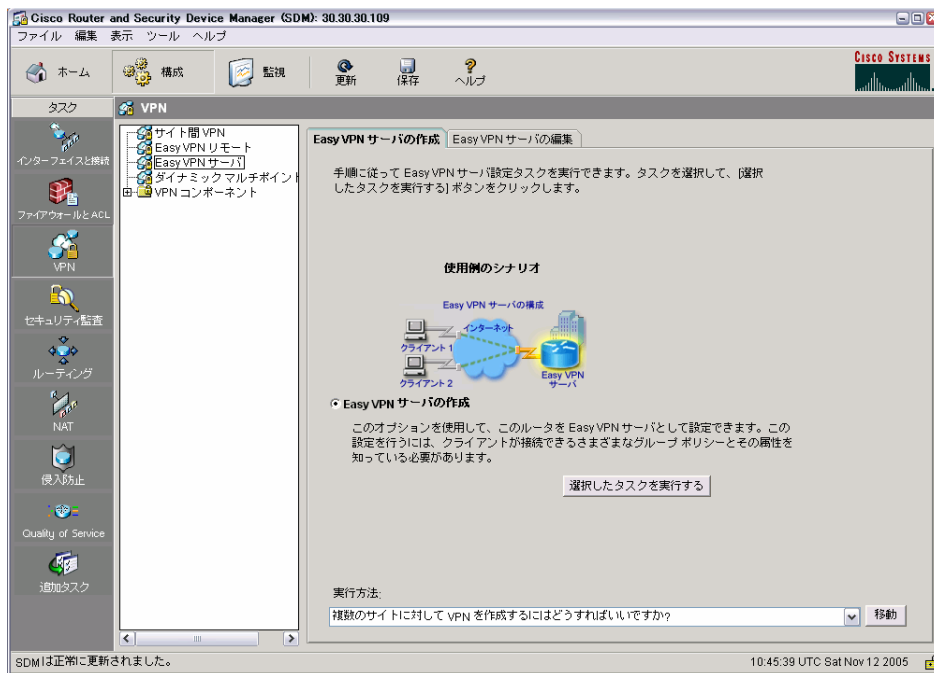 Cisco Router and Security Device Manager (SDM): 30.30.30.109
ファイル 編集 表示 ツール ヘルプ
ホーム 構成 監視 更新 保存 ヘルプ
CISCO SYSTEMS
タスク
VPN
インターフェイスと接続
ファイアウォールと ACL
VPN
セキュリティ監査
ルーティング
NAT
侵入防止
Quality of Service
追加タスク
サイト間 VPN
Easy VPN リモート
Easy VPN サーバ
ダイナミック マルチポイント
VPN コンポーネント
Easy VPN サーバの作成 Easy VPN サーバの編集
手順に従って Easy VPN サーバ設定タスクを実行できます。タスクを選択して、[選択
したタスクを実行する] ボタンをクリックします。
使用例のシナリオ
Easy VPN サーバの構成
インターネット
クライアント 1
クライアント 2
Easy VPN
サーバ
Easy VPN サーバの作成
このオプションを使用して、このルータを Easy VPN サーバとして設定できます。この
設定を行うには、クライアントが接続できるさまざまなグループ ポリシーとその属性を
知っている必要があります。
選択したタスクを実行する
実行方法:
複数のサイトに対して VPN を作成するにはどうすればいいですか?
移動
SDMは正常に更新されました。
10:45:39 UTC Sat Nov 12 2005